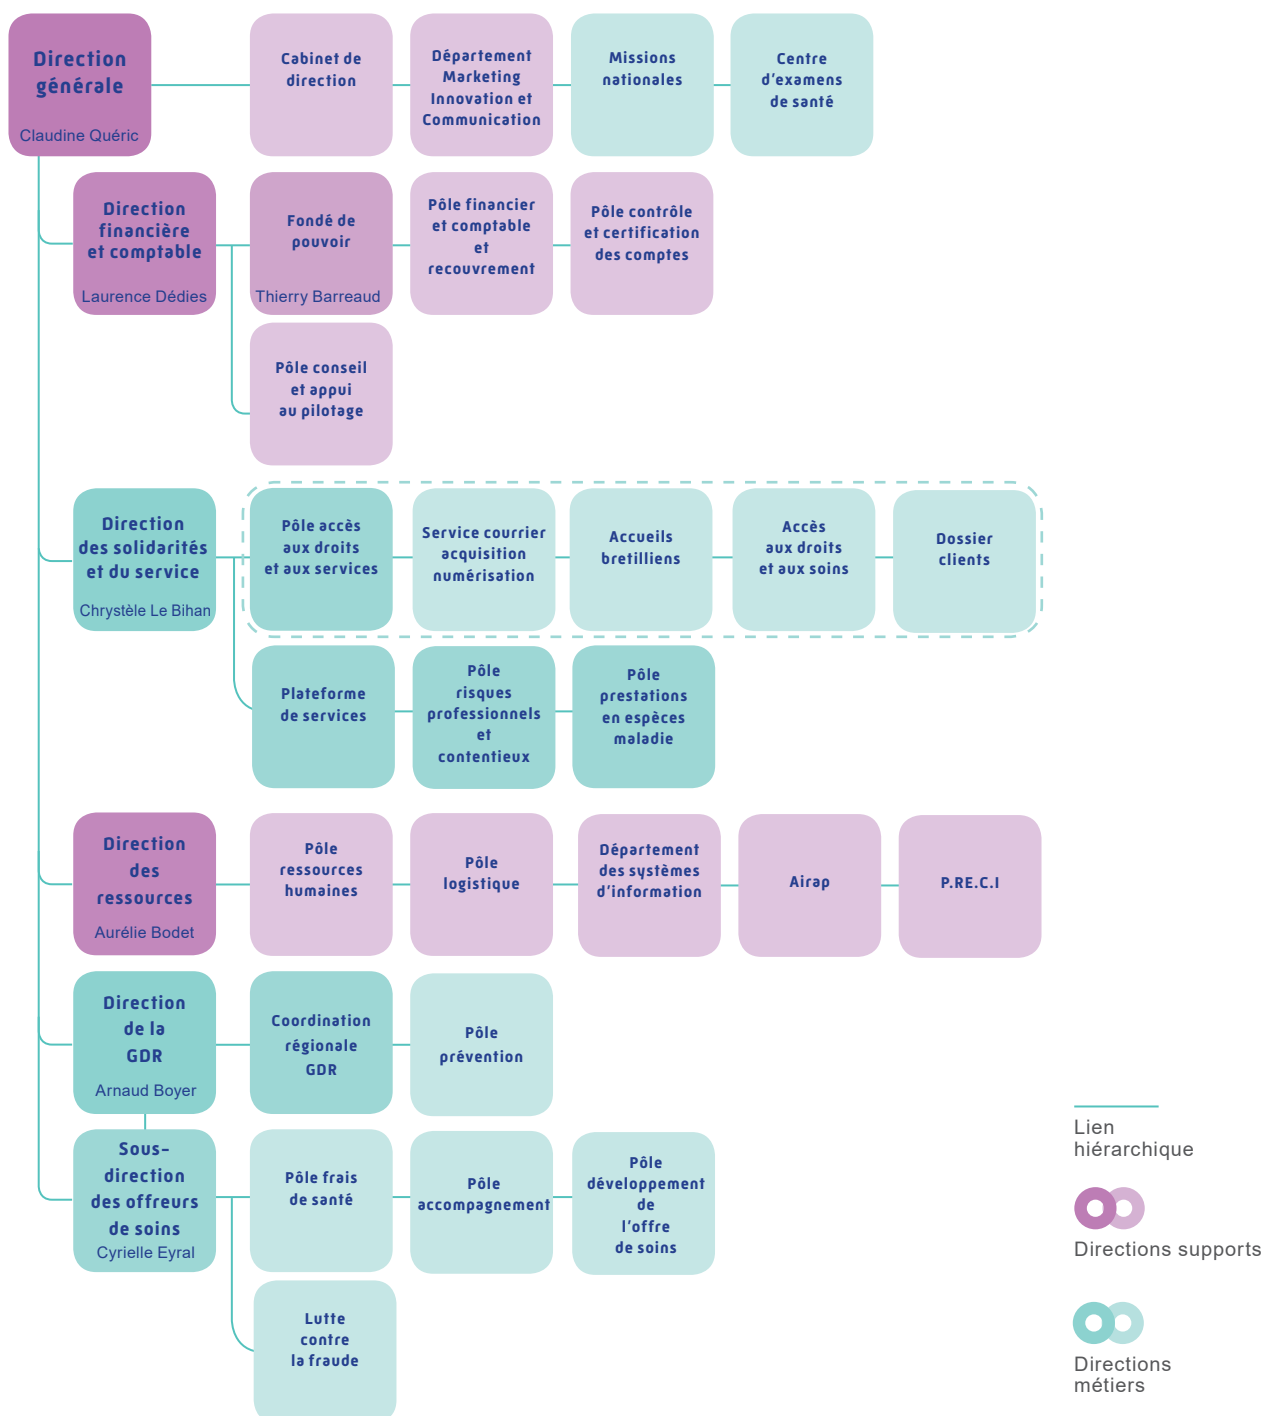 Direction
générale
Claudine Quéric
Cabinet de
direction
Département
Marketing
Innovation et
Communication
Missions
nationales
Centre
d'examens
de santé
Direction
financière
et comptable
Laurence Dédies
Fondé de
pouvoir
Thierry Barreaud
Pôle financier
et comptable
et
recouvrement
Pôle contrôle
et certification
des comptes
Pôle conseil
et appui
au pilotage
Direction
des solidarités
et du service
Chrystèle Le Bihan
Pôle accès
aux droits
et aux services
Service courrier
acquisition
numérisation
Accueils
bretilliens
Accès
aux droits
et aux soins
Dossier
clients
Plateforme
de services
Pôle
risques
professionnels
et
contentieux
Pôle
prestations
en espèces
maladie
Direction
des
ressources
Aurélie Bodet
Pôle
ressources
humaines
Pôle
logistique
Département
des systèmes
d'information
Airap
P.RE.C.I
Direction
de la
GDR
Arnaud Boyer
Coordination
régionale
GDR
Pôle
prévention
Sous-
direction
des offreurs
de soins
Cyrielle Eyral
Pôle frais
de santé
Pôle
accompagnement
Pôle
développement
de
l'offre
de soins
Lutte
contre
la fraude
Lien
hiérarchique
Directions supports
Directions
métiers